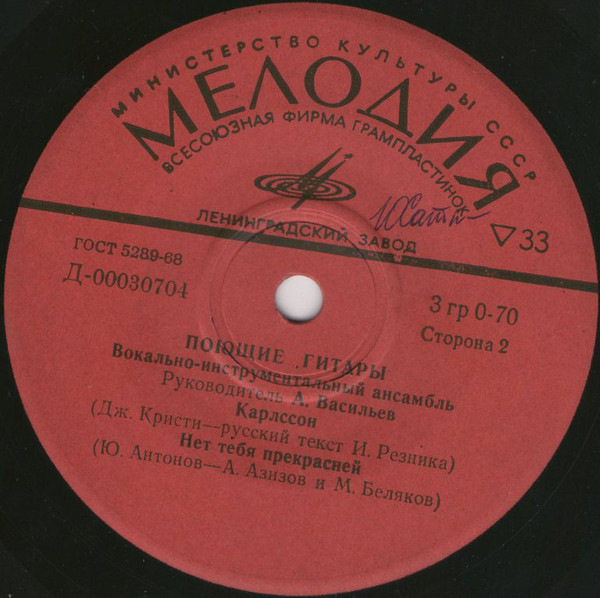 МИНИСТЕРСТВО КУЛЬТУРЫ СССР
МЕЛОДИЯ
ВСЕСОЮЗНАЯ ФИРМА ГРАМПЛАСТИНОК
ЛЕНИНГРАДСКИЙ ЗАВОД
▽33
ГОСТ 5289-68
Д-00030704
3 гр 0-70
Сторона 2
ПОЮЩИЕ ГИТАРЫ
Вокально-инструментальный ансамбль
Руководитель А. Васильев
Карлссон
(Дж. Кристи—русский текст И. Резника)
Нет тебя прекрасней
(Ю. Антонов—А. Азизов и М. Беляков)